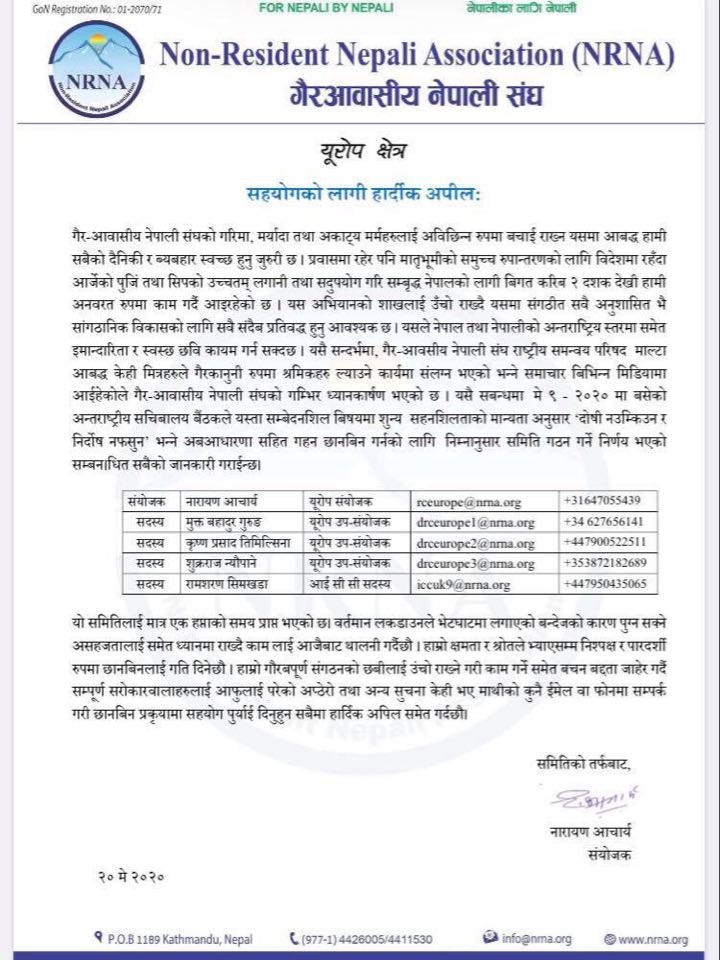 GoN Registration No.: 01-2070/71
FOR NEPALI BY NEPALI
नेपालीका लागि नेपाली
NRNA
Non-Resident Nepali Association
Non-Resident Nepali Association (NRNA)
गैरआवासीय नेपाली संघ
यूरोप क्षेत्र
सहयोगको लागी हार्दीक अपील:
गैर-आवासीय नेपाली संघको गरिमा, मर्यादा तथा अकाट्य मर्महरुलाई अविछिन्न रुपमा बचाई राख्न यसमा आबद्ध हामी
सबैको दैनिकी र ब्यबहार स्वच्छ हुनु जुरुरी छ । प्रवासमा रहेर पनि मातृभूमीको समुच्च रुपान्तरणको लागि विदेशमा रहँदा
आर्जेको पुजिं तथा सिपको उच्चतम् लगानी तथा सदुपयोग गरि सम्बृद्ध नेपालको लागी बिगत करिब २ दशक देखी हामी
अनवरत रुपमा काम गर्दै आइरहेको छ । यस अभियानको शाखलाई उँचो राख्दै यसमा संगठीत सवै अनुशासित भै
सांगठानिक विकासको लागि सवै सदैब प्रतिवद्ध हुनु आवश्यक छ । यसले नेपाल तथा नेपालीको अन्तराष्ट्रिय स्तरमा समेत
इमान्दारिता र स्वस्छ छवि कायम गर्न सक्दछ । यसै सन्दर्भमा, गैर-आवसीय नेपाली संघ राष्ट्रीय समन्वय परिषद माल्टा
आबद्ध केही मित्रहरुले गैरकानुनी रुपमा श्रमिकहरु ल्याउने कार्यमा संलग्न भएको भन्ने समाचार बिभिन्न मिडियामा
आईहेकोले गैर-आवासीय नेपाली संघको गम्भिर ध्यानकार्षण भएको छ । यसै सबन्धमा मे ९ - २०२० मा बसेको
अन्तराष्ट्रीय सचिबालय बैंठकले यस्ता सम्बेदनशिल बिषयमा शुन्य सहनशिलताको मान्यता अनुसार 'दोषी नउम्किउन र
निर्दोष नफसुन' भन्ने अबआधारणा सहित गहन छानबिन गर्नको लागि निम्नानुसार समिति गठन गर्ने निर्णय भएको
सम्बनाधित सबैको जानकारी गराईन्छ।
संयोजक नारायण आचार्य यूरोप संयोजक rceurope@nrna.org +31647055439
सदस्य मुक्त बहादुर गुरुङ यूरोप उप-संयोजक drceurope1@nrna.org +34 627656141
सदस्य कृष्ण प्रसाद तिमिल्सिना यूरोप उप-संयोजक drceurope2@nrna.org +447900522511
सदस्य शुक्रराज न्यौपाने यूरोप उप-संयोजक drceurope3@nrna.org +353872182689
सदस्य रामशरण सिमखडा आई सी सी सदस्य iccuk9@nrna.org +447950435065
यो समितिलाई मात्र एक हप्ताको समय प्राप्त भएको छ। वर्तमान लकडाउनले भेटघाटमा लगाएको बन्देजको कारण पुग्न सक्ने
असहजतालाई समेत ध्यानमा राख्दै काम लाई आजैबाट थालनी गर्दैछौ । हाम्रो क्षमता र श्रोतले भ्याएसम्म निश्पक्ष र पारदर्शी
रुपमा छानबिनलाई गति दिनेछौ । हाम्रो गौरबपूर्ण संगठनको छबीलाई उंचो राख्ने गरी काम गर्ने समेत बचन बद्दता जाहेर गर्दै
सम्पूर्ण सरोकारवालाहरुलाई आफुलाई परेको अप्ठेरो तथा अन्य सुचना केही भए माथीको कुनै ईमेल वा फोनमा सम्पर्क
गरी छानबिन प्रकृयामा सहयोग पुर्याई दिनुहुन सबैमा हार्दिक अपिल समेत गर्दछौ।
समितिको तर्फबाट,
नारायण आचार्य
संयोजक
२० मे २०२०
P.O.B 1189 Kathmandu, Nepal
(977-1) 4426005/4411530
info@nrna.org
www.nrna.org